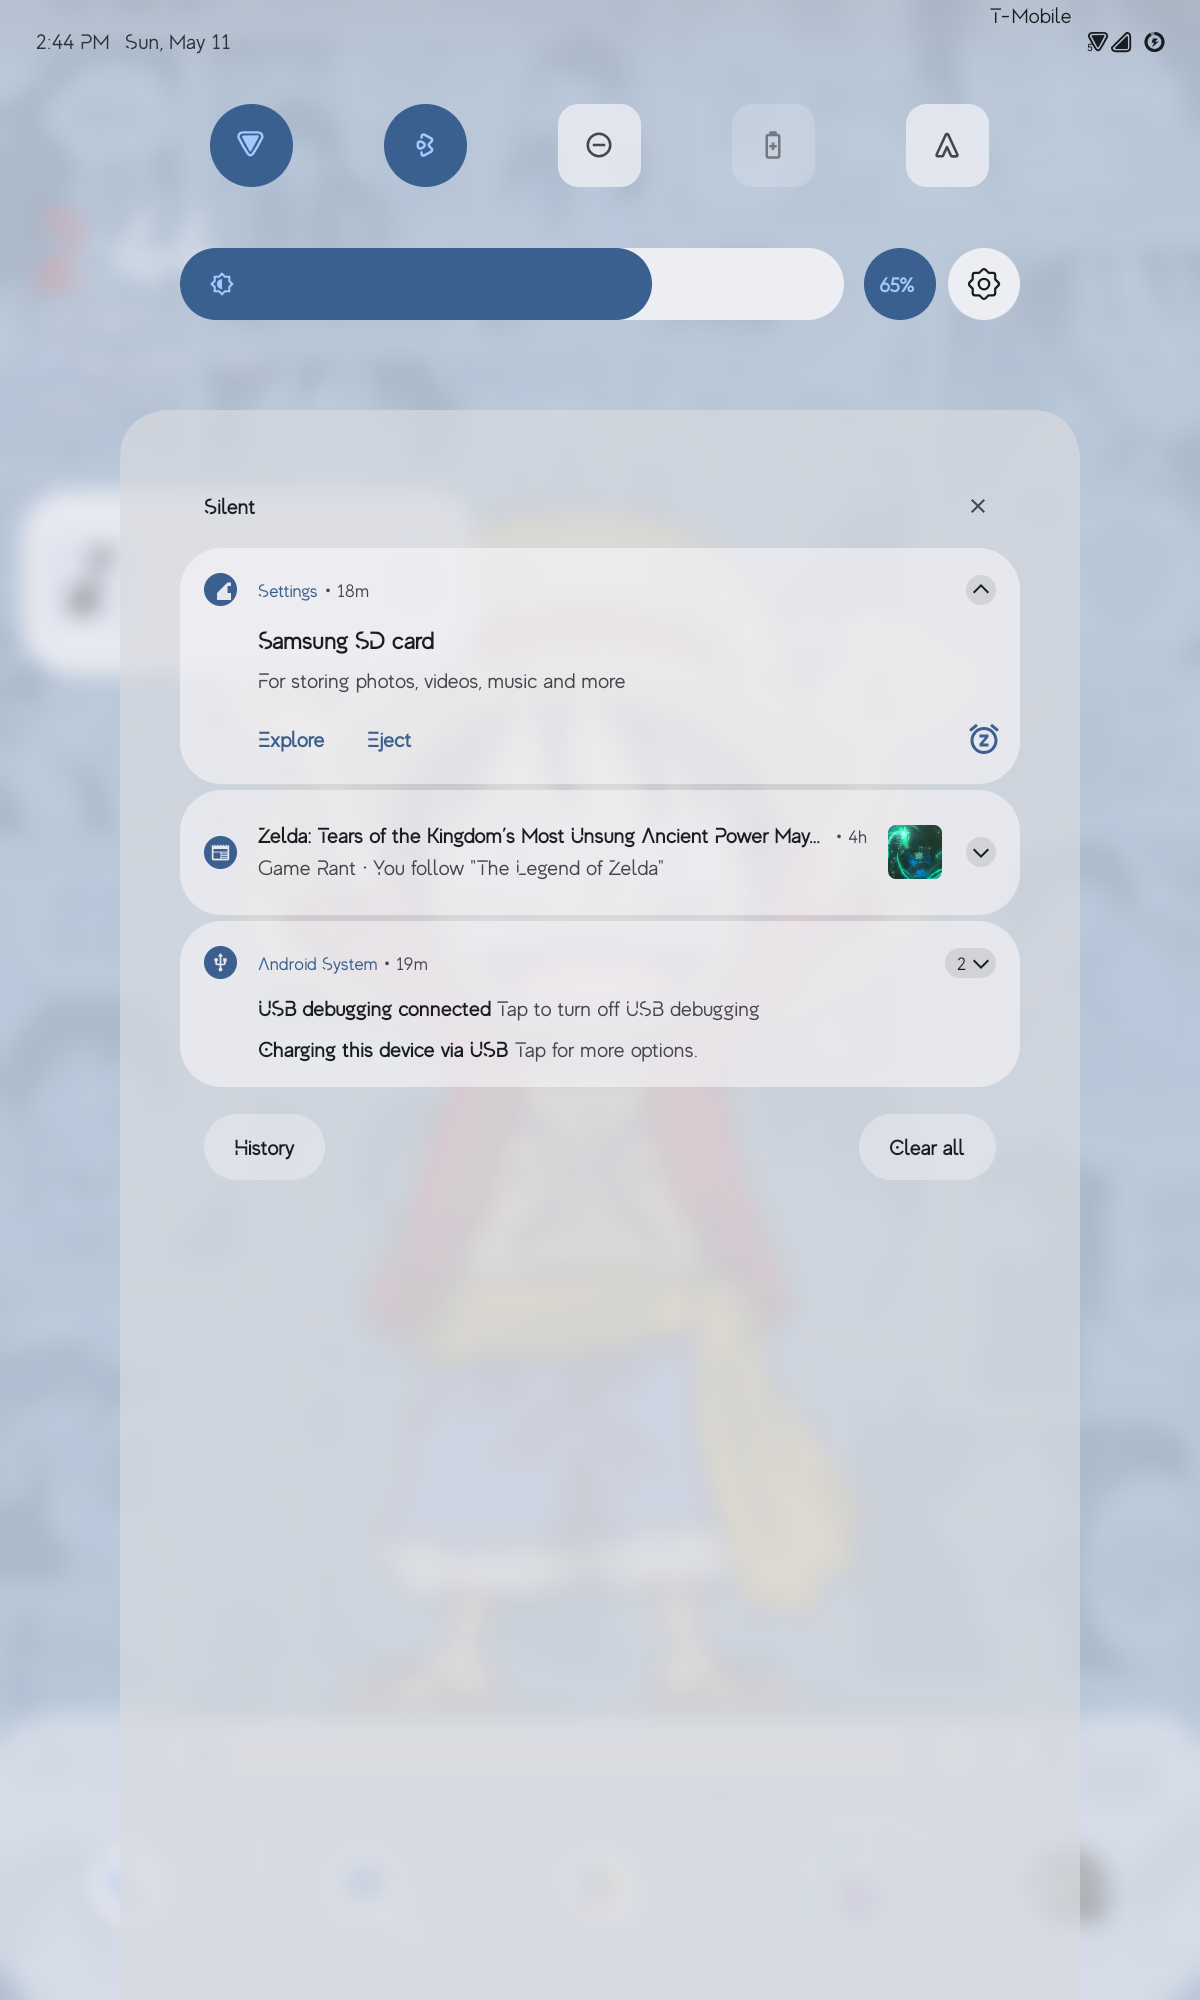 T-Mobile
2:44 PM Sun, May 11
5
65%
Silent
Settings • 18m
Samsung SD card
For storing photos, videos, music and more
Explore Eject
Zelda: Tears of the Kingdom's Most Unsung Ancient Power May... • 4h
Game Rant · You follow "The Legend of Zelda"
Android System • 19m 2
USB debugging connected Tap to turn off USB debugging
Charging this device via USB Tap for more options.
History Clear all